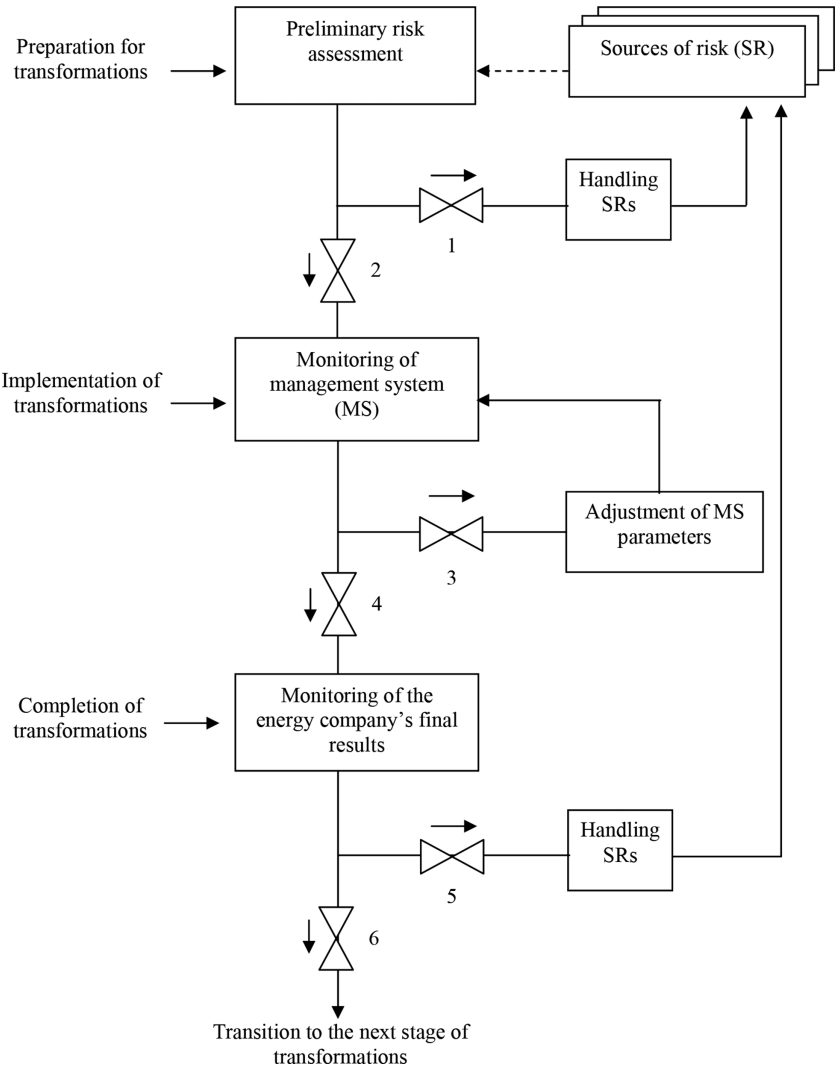 Preparation for
transformations
Preliminary risk
assessment
Sources of risk (SR)
Handling
SRs
1
2
Implementation of
transformations
Monitoring of
management system
(MS)
Adjustment of MS
parameters
3
4
Completion of
transformations
Monitoring of the
energy company's final
results
Handling
SRs
5
6
Transition to the next stage of
transformations